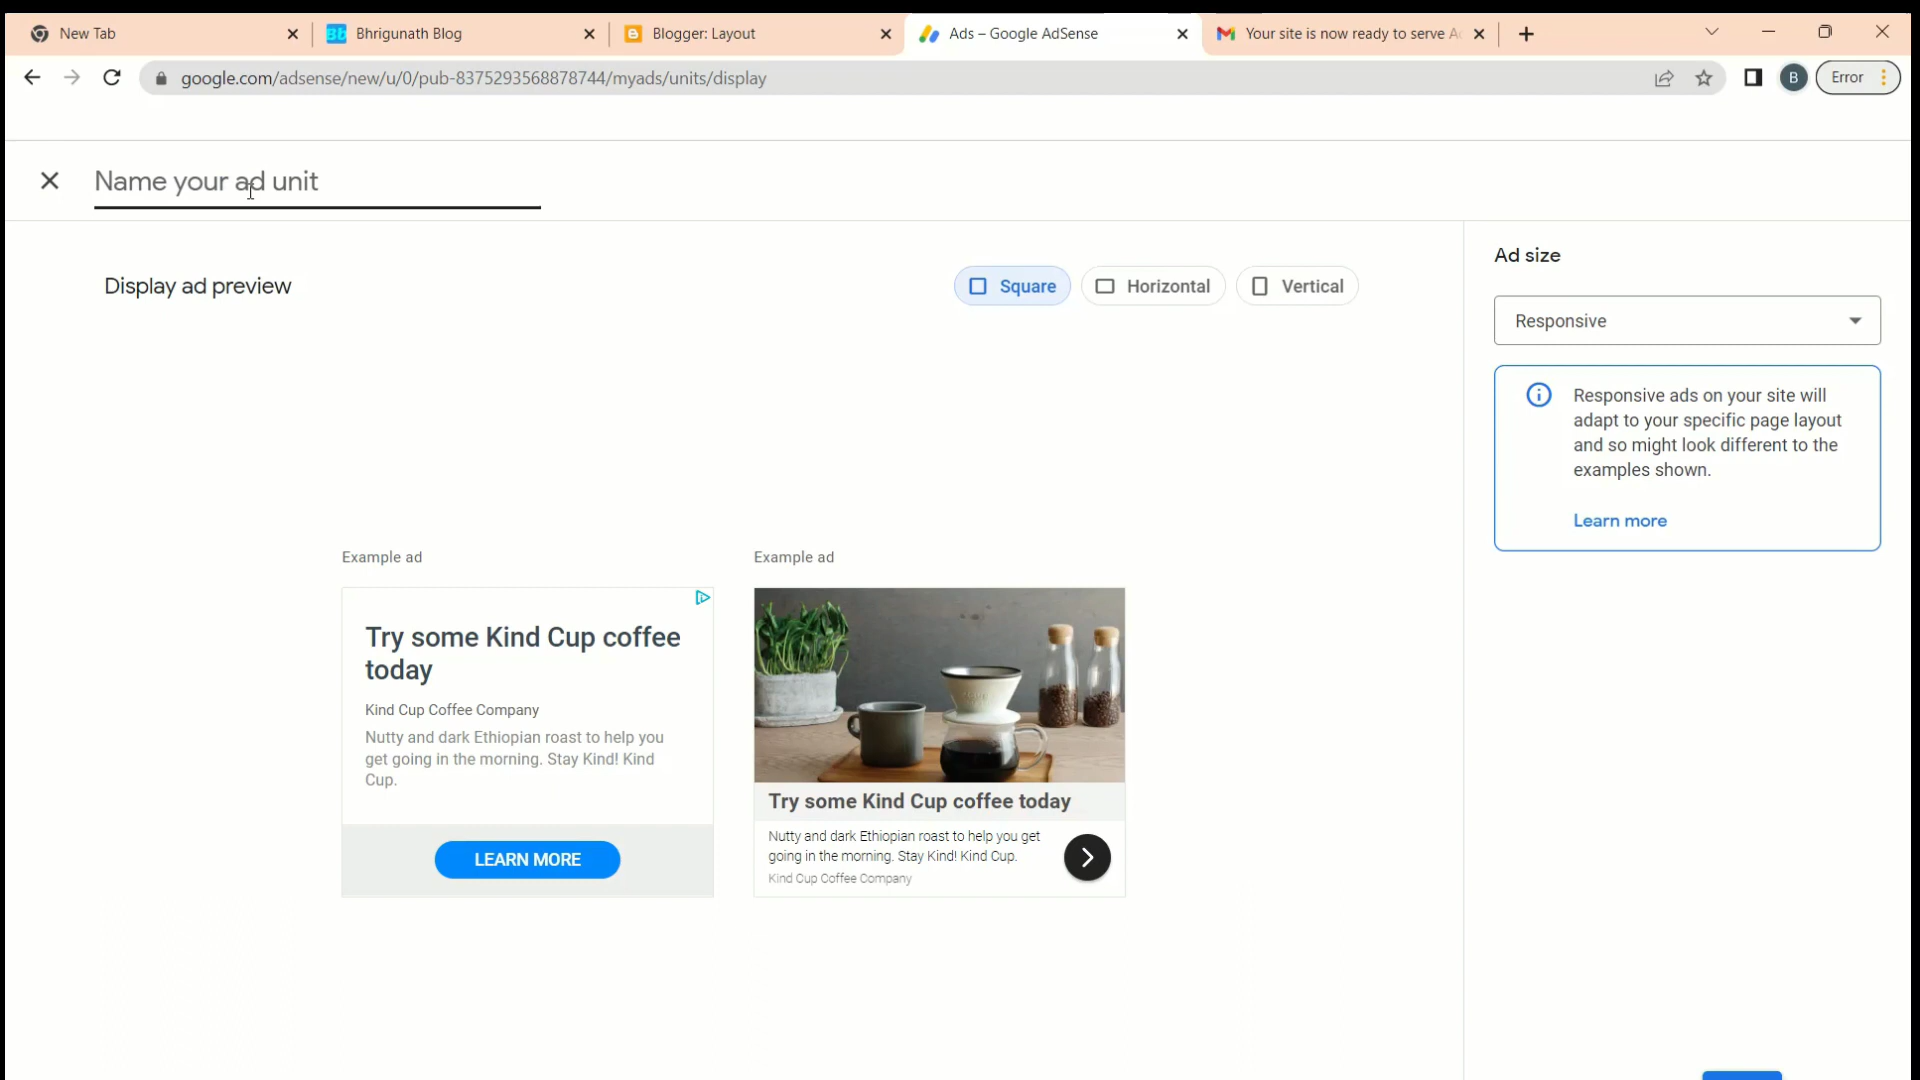 New Tab
Bhrigunath Blog
Blogger: Layout
Ads – Google AdSense
Your site is now ready to serve A
google.com/adsense/new/u/0/pub-8375293568878744/myads/units/display
B
Error
Name your ad unit
Display ad preview
Square
Horizontal
Vertical
Ad size
Responsive
Responsive ads on your site will
adapt to your specific page layout
and so might look different to the
examples shown.
Learn more
Example ad
Try some Kind Cup coffee
today
Kind Cup Coffee Company
Nutty and dark Ethiopian roast to help you
get going in the morning. Stay Kind! Kind
Cup.
LEARN MORE
Example ad
Try some Kind Cup coffee today
Nutty and dark Ethiopian roast to help you get
going in the morning. Stay Kind! Kind Cup.
Kind Cup Coffee Company